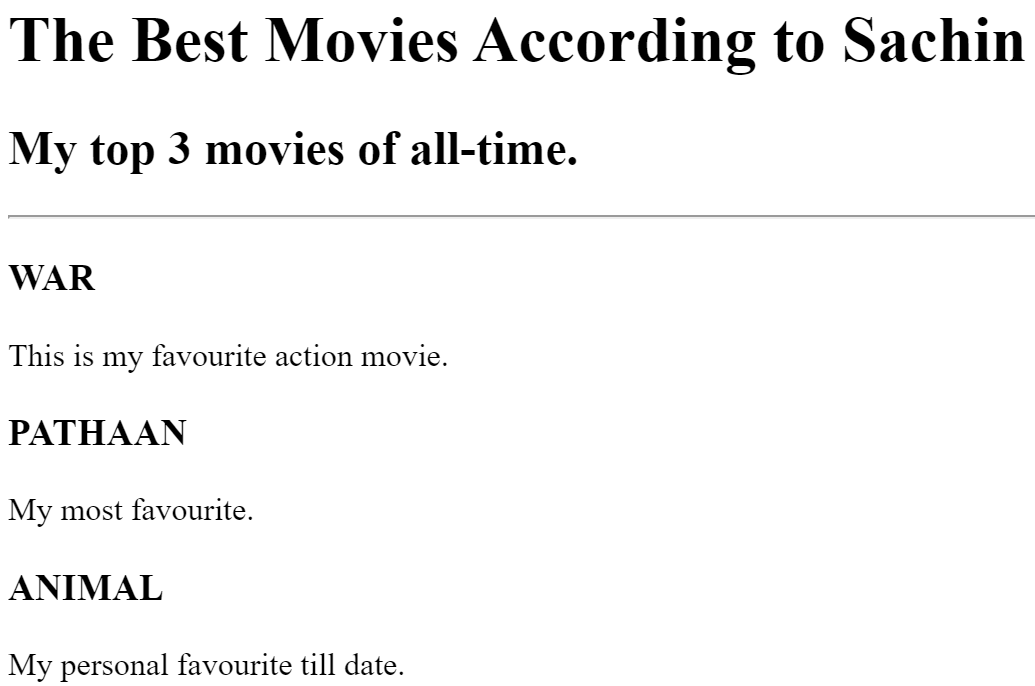 The Best Movies According to Sachin
My top 3 movies of all-time.
WAR
This is my favourite action movie.
PATHAAN
My most favourite.
ANIMAL
My personal favourite till date.